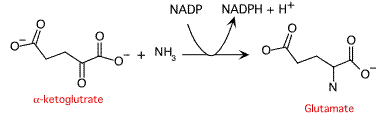 NADP NADPH + H⁺
O⁻ O O⁻ + NH₃ O O⁻
O O O O O
N
α-ketoglutrate Glutamate